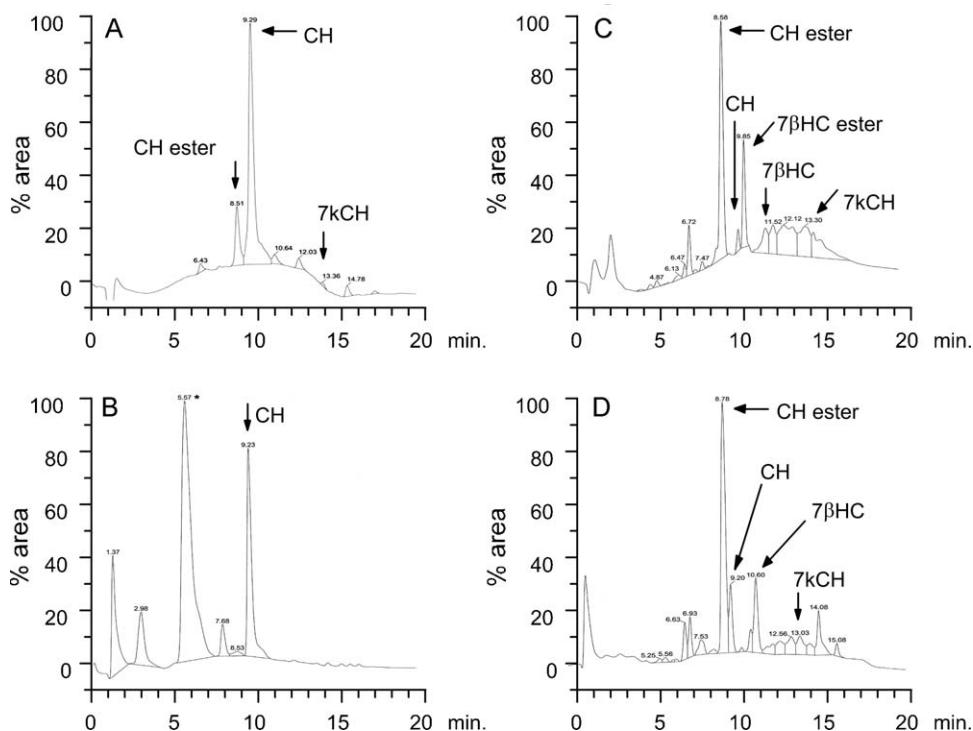 A
100
80
60
40
20
0
% area
0 5 10 15 20 min.
9.29
CH
CH ester
8.51
6.43
10.64
12.03
7kCH
13.36
14.78
C
100
80
60
40
20
0
% area
0 5 10 15 20 min.
8.58
CH ester
CH
9.85
7βHC ester
7βHC
7kCH
6.72
6.47
6.13
4.87
7.47
11.52
12.12
13.30
B
100
80
60
40
20
0
% area
0 5 10 15 20 min.
5.57 *
CH
9.23
1.37
2.98
7.68
8.53
D
100
80
60
40
20
0
% area
0 5 10 15 20 min.
8.78
CH ester
CH
9.20
7βHC
10.60
7kCH
6.63
6.93
7.53
5.25
5.56
12.56
13.03
14.08
15.08